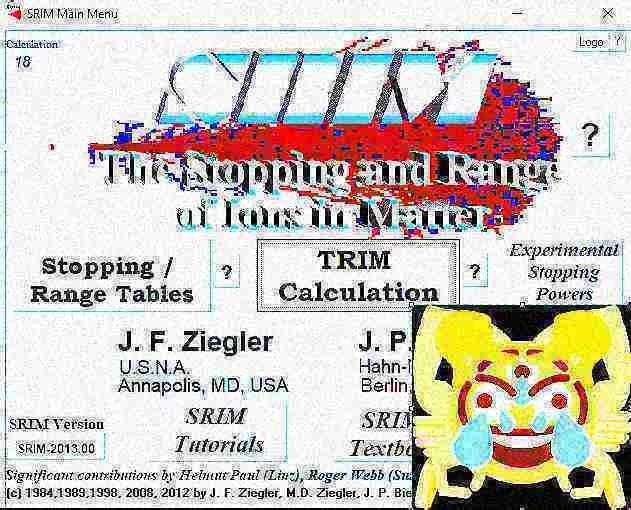 SRIM Main Menu
Calculation
18
Logo ?
SRIM
?
The Stopping and Range
of Ions in Matter
Stopping /
Range Tables
?
TRIM
Calculation
?
Experimental
Stopping
Powers
J. F. Ziegler
U.S.N.A.
Annapolis, MD, USA
J. P.
Berlin,
SRIM Version
SRIM-2013.00
SRIM
Tutorials
Significant contributions by Helmut Paul (Linz), Roger Webb
(c) 1984,1989,1998, 2008, 2012 by J. F. Ziegler, M.D. Ziegler, J. P.